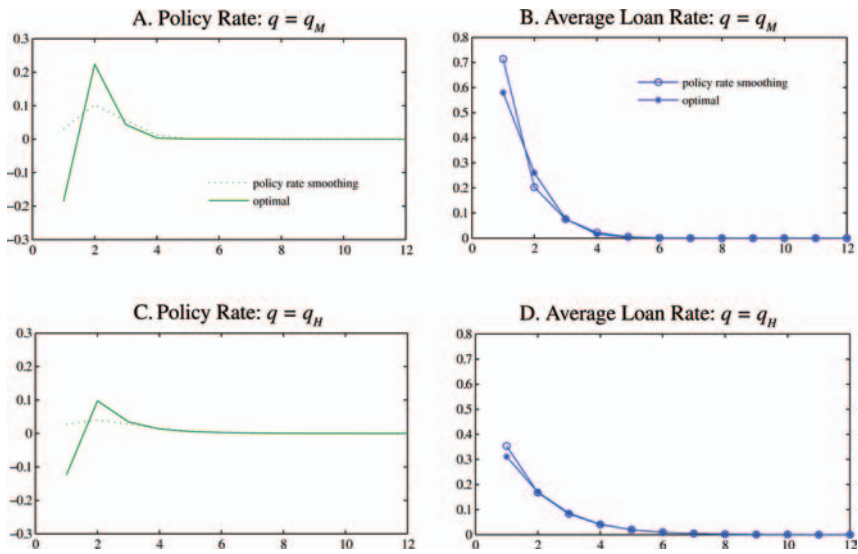 A. Policy Rate: q = qM
0.3
0.2
0.1
0
−0.1
−0.2
−0.3
0 2 4 6 8 10 12
policy rate smoothing
optimal
B. Average Loan Rate: q = qM
0.8
0.7
0.6
0.5
0.4
0.3
0.2
0.1
0
0 2 4 6 8 10 12
policy rate smoothing
optimal
C. Policy Rate: q = qH
0.3
0.2
0.1
0
−0.1
−0.2
−0.3
0 2 4 6 8 10 12
D. Average Loan Rate: q = qH
0.8
0.7
0.6
0.5
0.4
0.3
0.2
0.1
0
0 2 4 6 8 10 12